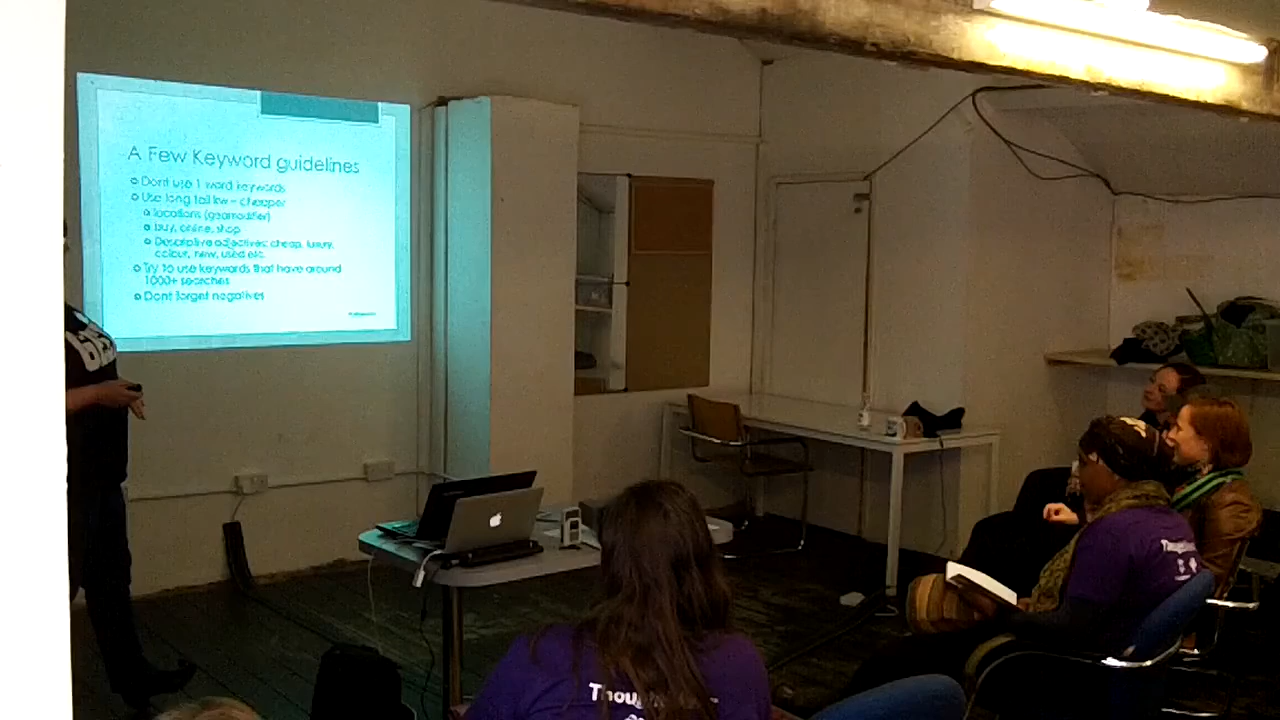 A Few Keyword guidelines
Dont use 1 word keywords
Use long tail kw – cheaper
locations (geomodifier)
buy, online, shop
Descriptive adjectives: cheap, luxury,
colour, new, used etc.
Try to use keywords that have around
1000+ searches
Dont forget negatives